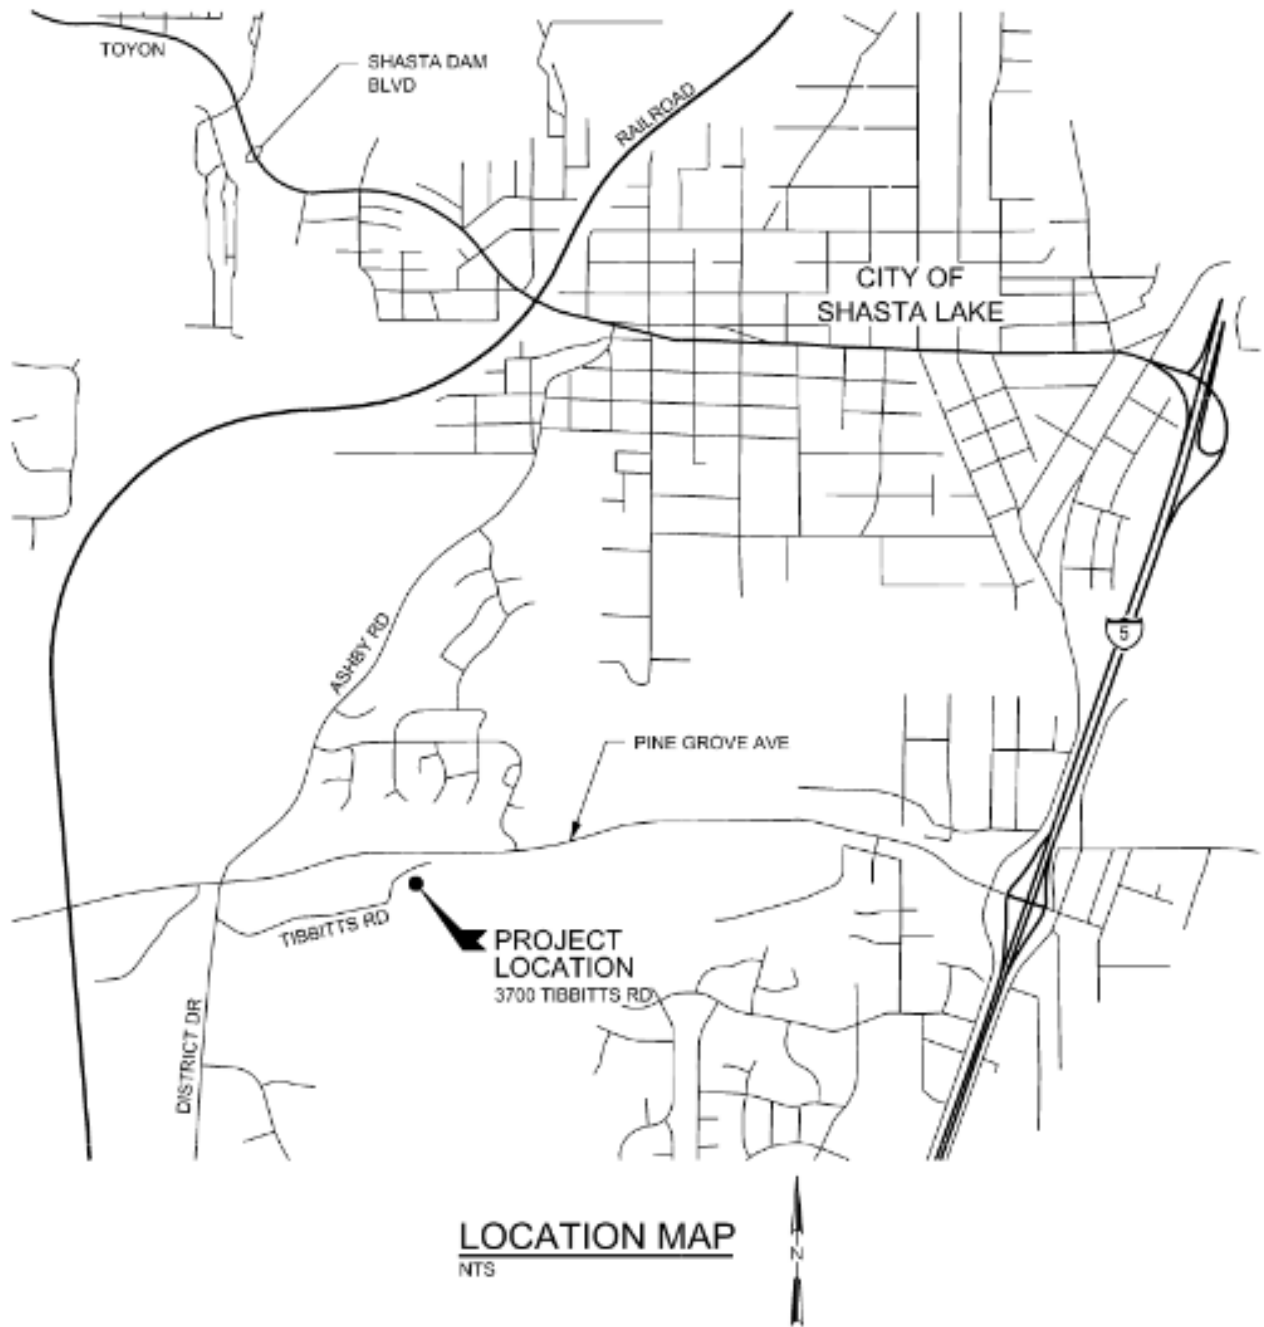 TOYON
SHASTA DAM
BLVD
RAILROAD
CITY OF
SHASTA LAKE
ASHBY RD
5
PINE GROVE AVE
TIBBITTS RD
PROJECT
LOCATION
3700 TIBBITTS RD
DISTRICT DR
LOCATION MAP
NTS
N